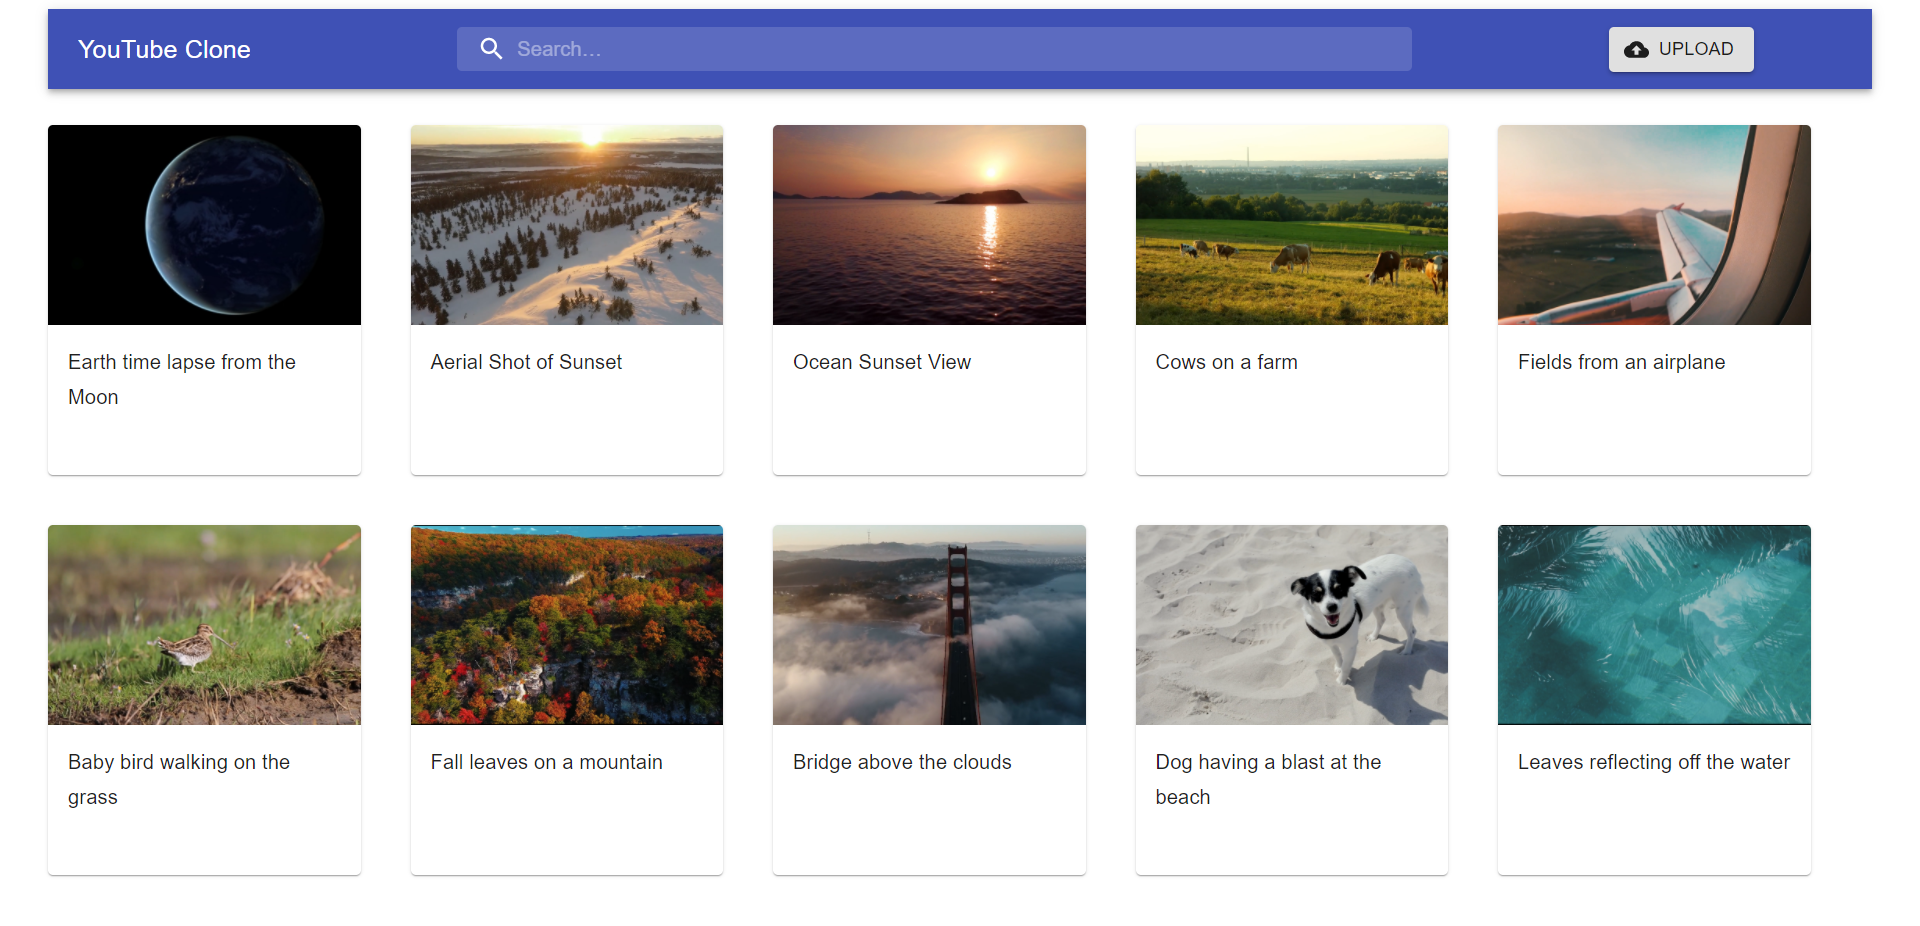 YouTube Clone
Search…
UPLOAD
Earth time lapse from the
Moon
Aerial Shot of Sunset
Ocean Sunset View
Cows on a farm
Fields from an airplane
Baby bird walking on the
grass
Fall leaves on a mountain
Bridge above the clouds
Dog having a blast at the
beach
Leaves reflecting off the water